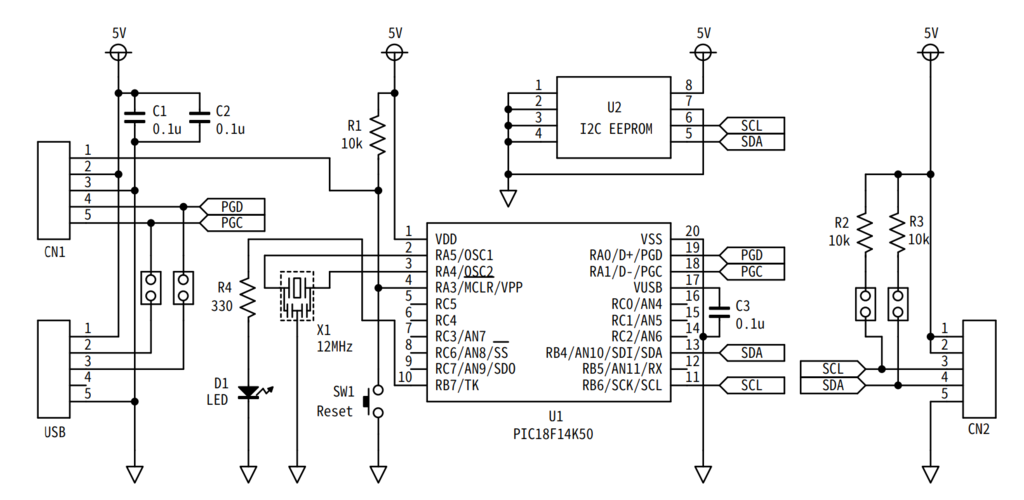 5V
5V
5V
5V
C1
0.1u
C2
0.1u
1
2
3
4
5
CN1
PGD
PGC
R1
10k
1
2
3
4
U2
I2C EEPROM
8
7
6
5
SCL
SDA
R4
330
D1
LED
X1
12MHz
SW1
Reset
1
2
3
4
5
USB
1 VDD
2 RA5/OSC1
3 RA4/OSC2
4 RA3/MCLR/VPP
5 RC5
6 RC4
7 RC3/AN7
8 RC6/AN8/SS
9 RC7/AN9/SDO
10 RB7/TK
VSS 20
RA0/D+/PGD 19
RA1/D-/PGC 18
VUSB 17
RC0/AN4 16
RC1/AN5 15
RC2/AN6 14
RB4/AN10/SDI/SDA 13
RB5/AN11/RX 12
RB6/SCK/SCL 11
U1
PIC18F14K50
PGD
PGC
C3
0.1u
SDA
SCL
R2
10k
R3
10k
SCL
SDA
1
2
3
4
5
CN2